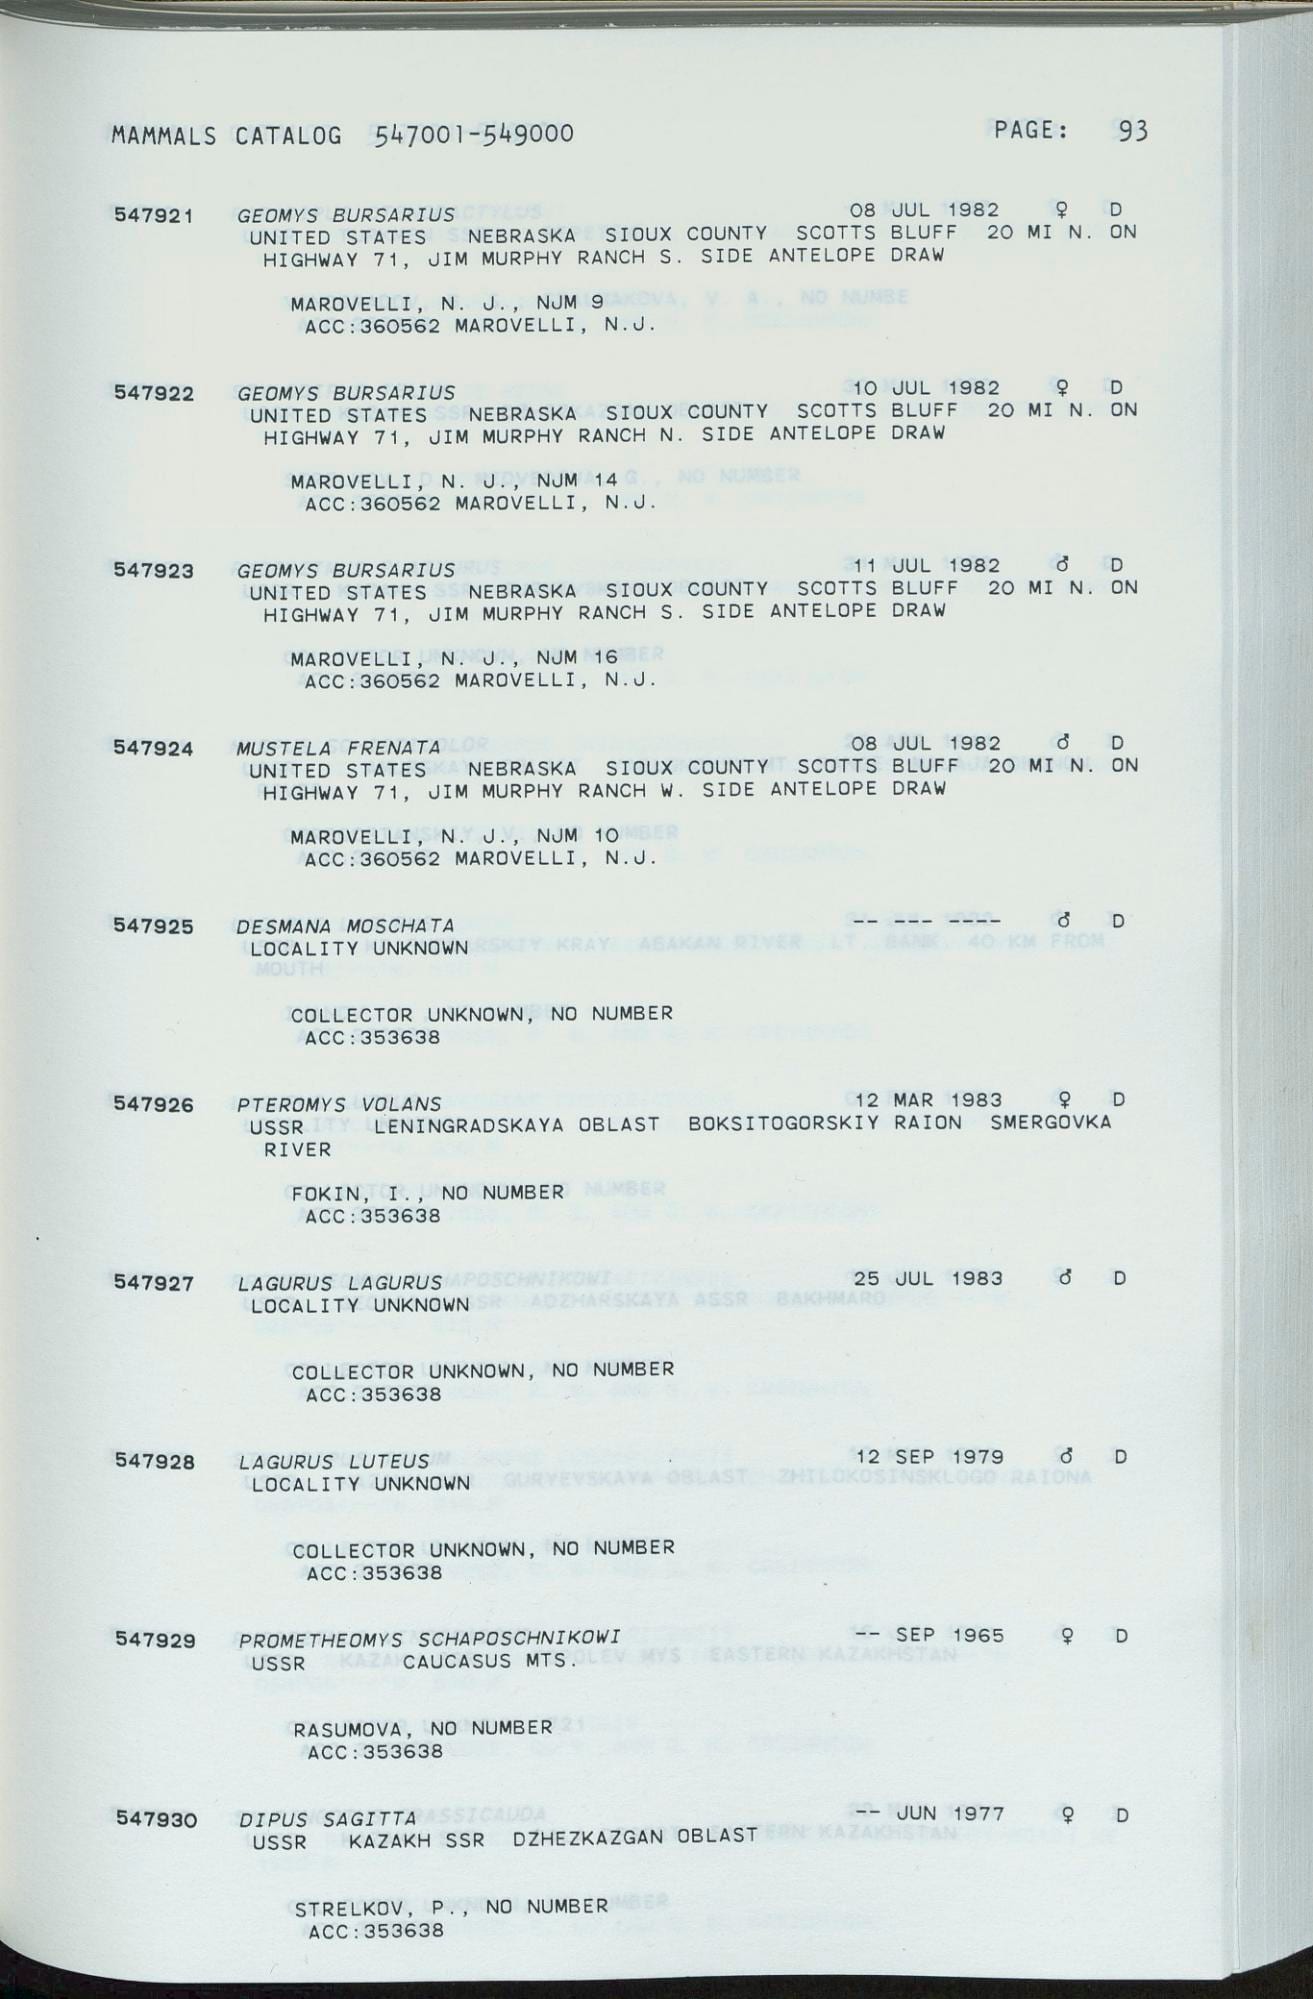 MAMMALS CATALOG 547001-549000 PAGE: 93
547921 GEOMYS BURSARIUS 08 JUL 1982 ♀ D
UNITED STATES NEBRASKA SIOUX COUNTY SCOTTS BLUFF 20 MI N. ON
HIGHWAY 71, JIM MURPHY RANCH S. SIDE ANTELOPE DRAW
MAROVELLI, N. J., NJM 9
ACC:360562 MAROVELLI, N.J.
547922 GEOMYS BURSARIUS 10 JUL 1982 ♀ D
UNITED STATES NEBRASKA SIOUX COUNTY SCOTTS BLUFF 20 MI N. ON
HIGHWAY 71, JIM MURPHY RANCH N. SIDE ANTELOPE DRAW
MAROVELLI, N. J., NJM 14
ACC:360562 MAROVELLI, N.J.
547923 GEOMYS BURSARIUS 11 JUL 1982 ♂ D
UNITED STATES NEBRASKA SIOUX COUNTY SCOTTS BLUFF 20 MI N. ON
HIGHWAY 71, JIM MURPHY RANCH S. SIDE ANTELOPE DRAW
MAROVELLI, N. J., NJM 16
ACC:360562 MAROVELLI, N.J.
547924 MUSTELA FRENATA 08 JUL 1982 ♂ D
UNITED STATES NEBRASKA SIOUX COUNTY SCOTTS BLUFF 20 MI N. ON
HIGHWAY 71, JIM MURPHY RANCH W. SIDE ANTELOPE DRAW
MAROVELLI, N. J., NJM 10
ACC:360562 MAROVELLI, N.J.
547925 DESMANA MOSCHATA -- --- ---- ♂ D
LOCALITY UNKNOWN
COLLECTOR UNKNOWN, NO NUMBER
ACC:353638
547926 PTEROMYS VOLANS 12 MAR 1983 ♀ D
USSR LENINGRADSKAYA OBLAST BOKSITOGORSKIY RAION SMERGOVKA
RIVER
FOKIN, I., NO NUMBER
ACC:353638
547927 LAGURUS LAGURUS 25 JUL 1983 ♂ D
LOCALITY UNKNOWN
COLLECTOR UNKNOWN, NO NUMBER
ACC:353638
547928 LAGURUS LUTEUS 12 SEP 1979 ♂ D
LOCALITY UNKNOWN
COLLECTOR UNKNOWN, NO NUMBER
ACC:353638
547929 PROMETHEOMYS SCHAPOSCHNIKOWI -- SEP 1965 ♀ D
USSR CAUCASUS MTS.
RASUMOVA, NO NUMBER
ACC:353638
547930 DIPUS SAGITTA -- JUN 1977 ♀ D
USSR KAZAKH SSR DZHEZKAZGAN OBLAST
STRELKOV, P., NO NUMBER
ACC:353638